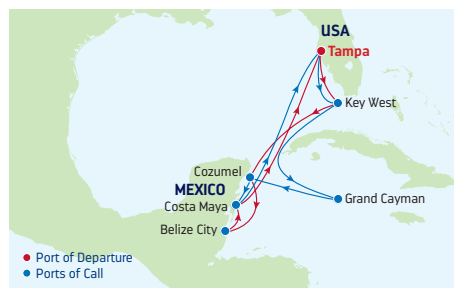 USA
Tampa
Key West
Cozumel
MEXICO
Costa Maya
Grand Cayman
Belize City
Port of Departure
Ports of Call